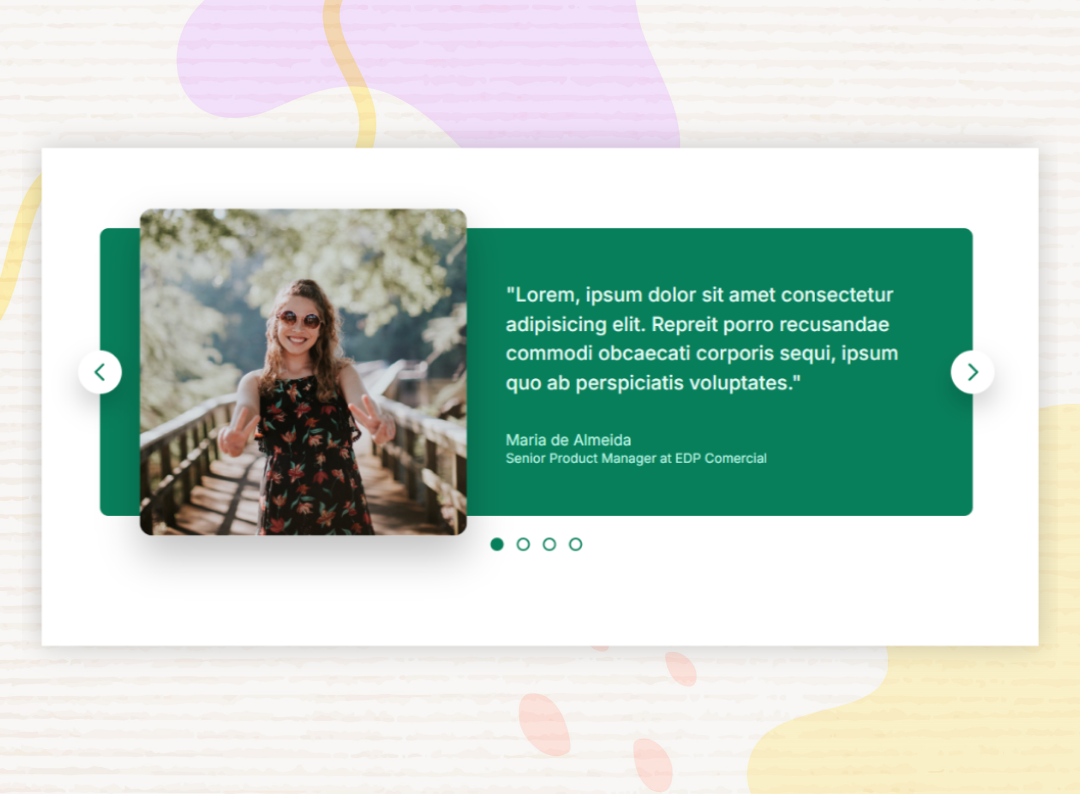 "Lorem, ipsum dolor sit amet consectetur
adipisicing elit. Repreit porro recusandae
commodi obcaecati corporis sequi, ipsum
quo ab perspiciatis voluptates."
Maria de Almeida
Senior Product Manager at EDP Comercial